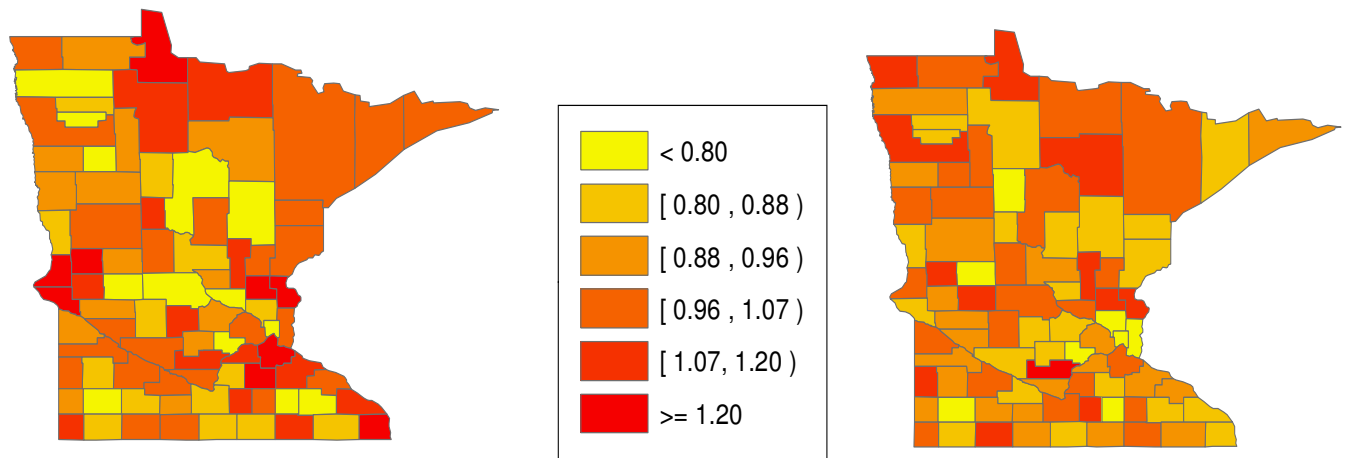 < 0.80
[ 0.80 , 0.88 )
[ 0.88 , 0.96 )
[ 0.96 , 1.07 )
[ 1.07, 1.20 )
>= 1.20